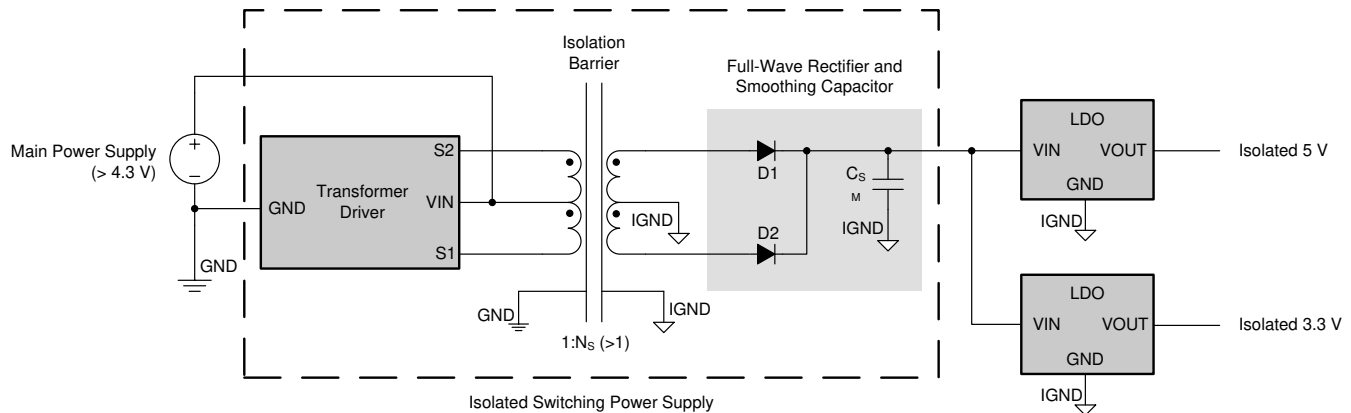 Isolation
Barrier
Full-Wave Rectifier and
Smoothing Capacitor
Main Power Supply
(> 4.3 V)
+
–
GND
GND
Transformer
Driver
S2
VIN
S1
IGND
GND
IGND
1:NS (>1)
D1
D2
CS
M
IGND
LDO
VIN
VOUT
GND
IGND
Isolated 5 V
LDO
VIN
VOUT
GND
IGND
Isolated 3.3 V
Isolated Switching Power Supply